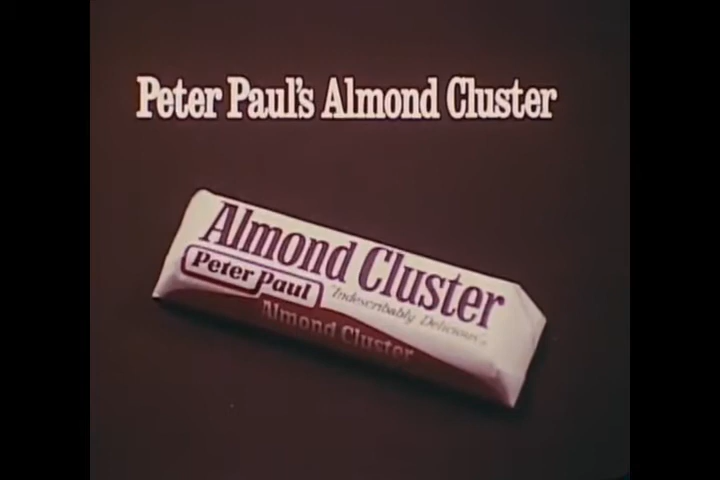 Peter Paul's Almond Cluster
Almond Cluster
Peter Paul
"Indescribably Delicious"
Almond Cluster